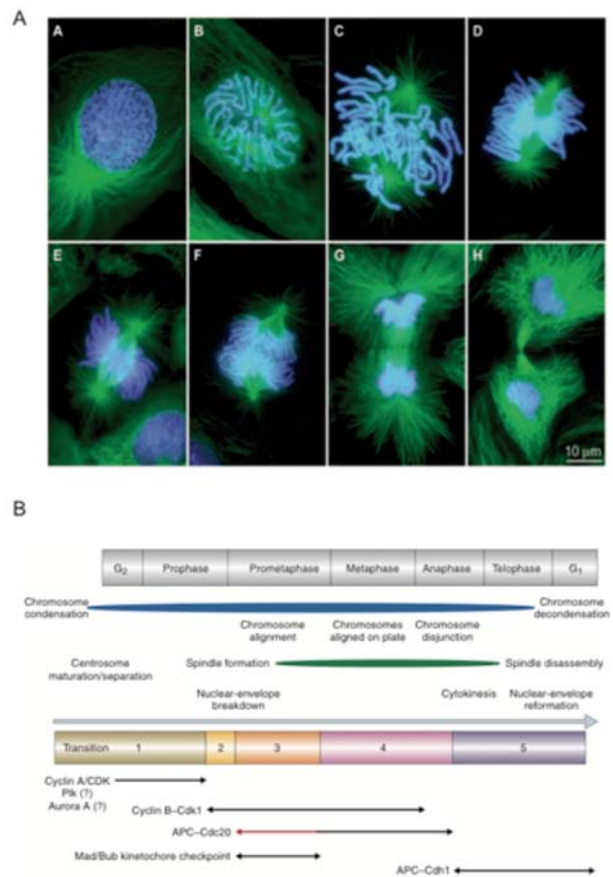 A
A B C D
E F G H
10 μm
B
G2 Prophase Prometaphase Metaphase Anaphase Telophase G1
Chromosome condensation
Chromosome decondensation
Chromosome alignment
Chromosomes aligned on plate
Chromosome disjunction
Centrosome maturation/separation
Spindle formation
Spindle disassembly
Nuclear-envelope breakdown
Cytokinesis
Nuclear-envelope reformation
Transition 1 2 3 4 5
Cyclin A/CDK
Plk (?)
Aurora A (?)
Cyclin B–Cdk1
APC–Cdc20
Mad/Bub kinetochore checkpoint
APC–Cdh1